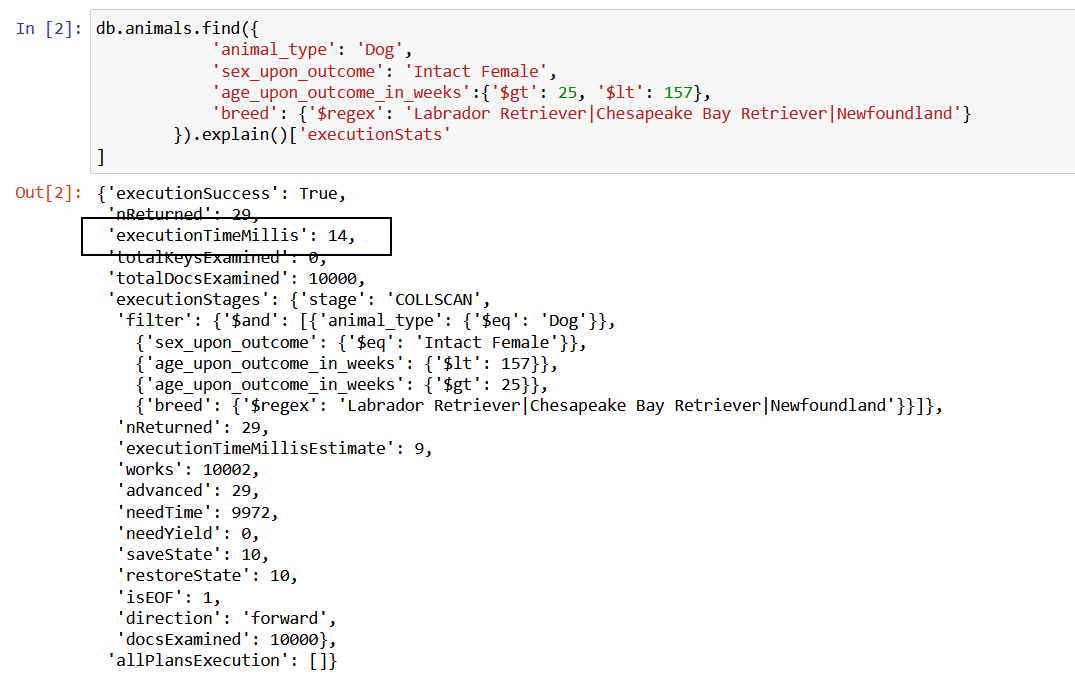 In [2]: db.animals.find({
'animal_type': 'Dog',
'sex_upon_outcome': 'Intact Female',
'age_upon_outcome_in_weeks':{'$gt': 25, '$lt': 157},
'breed': {'$regex': 'Labrador Retriever|Chesapeake Bay Retriever|Newfoundland'}
}).explain()['executionStats'
]
Out[2]: {'executionSuccess': True,
'nReturned': 29,
'executionTimeMillis': 14,
'totalKeysExamined': 0,
'totalDocsExamined': 10000,
'executionStages': {'stage': 'COLLSCAN',
'filter': {'$and': [{'animal_type': {'$eq': 'Dog'}},
{'sex_upon_outcome': {'$eq': 'Intact Female'}},
{'age_upon_outcome_in_weeks': {'$lt': 157}},
{'age_upon_outcome_in_weeks': {'$gt': 25}},
{'breed': {'$regex': 'Labrador Retriever|Chesapeake Bay Retriever|Newfoundland'}}]},
'nReturned': 29,
'executionTimeMillisEstimate': 9,
'works': 10002,
'advanced': 29,
'needTime': 9972,
'needYield': 0,
'saveState': 10,
'restoreState': 10,
'isEOF': 1,
'direction': 'forward',
'docsExamined': 10000},
'allPlansExecution': []}